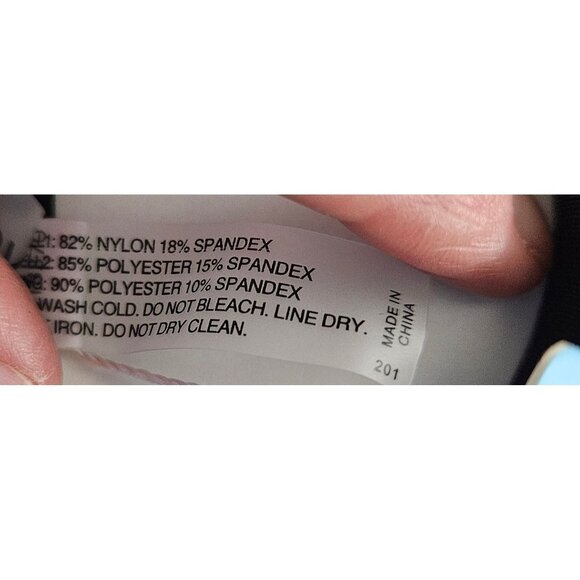 1: 82% NYLON 18% SPANDEX
2: 85% POLYESTER 15% SPANDEX
: 90% POLYESTER 10% SPANDEX
WASH COLD. DO NOT BLEACH. LINE DRY.
IRON. DO NOT DRY CLEAN.
MADE IN
CHINA
201